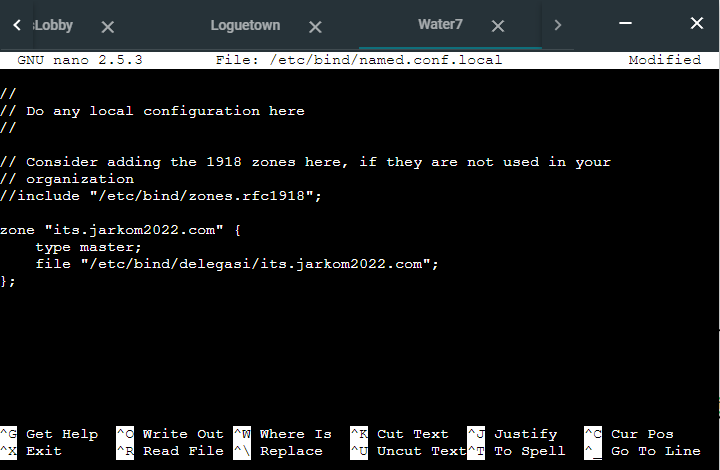 sLobby
Loguetown
Water7
GNU nano 2.5.3 File: /etc/bind/named.conf.local Modified
//
// Do any local configuration here
//
// Consider adding the 1918 zones here, if they are not used in your
// organization
//include "/etc/bind/zones.rfc1918";
zone "its.jarkom2022.com" {
    type master;
    file "/etc/bind/delegasi/its.jarkom2022.com";
};
^G Get Help ^O Write Out ^W Where Is ^K Cut Text ^J Justify ^C Cur Pos
^X Exit ^R Read File ^\ Replace ^U Uncut Text ^T To Spell ^_ Go To Line